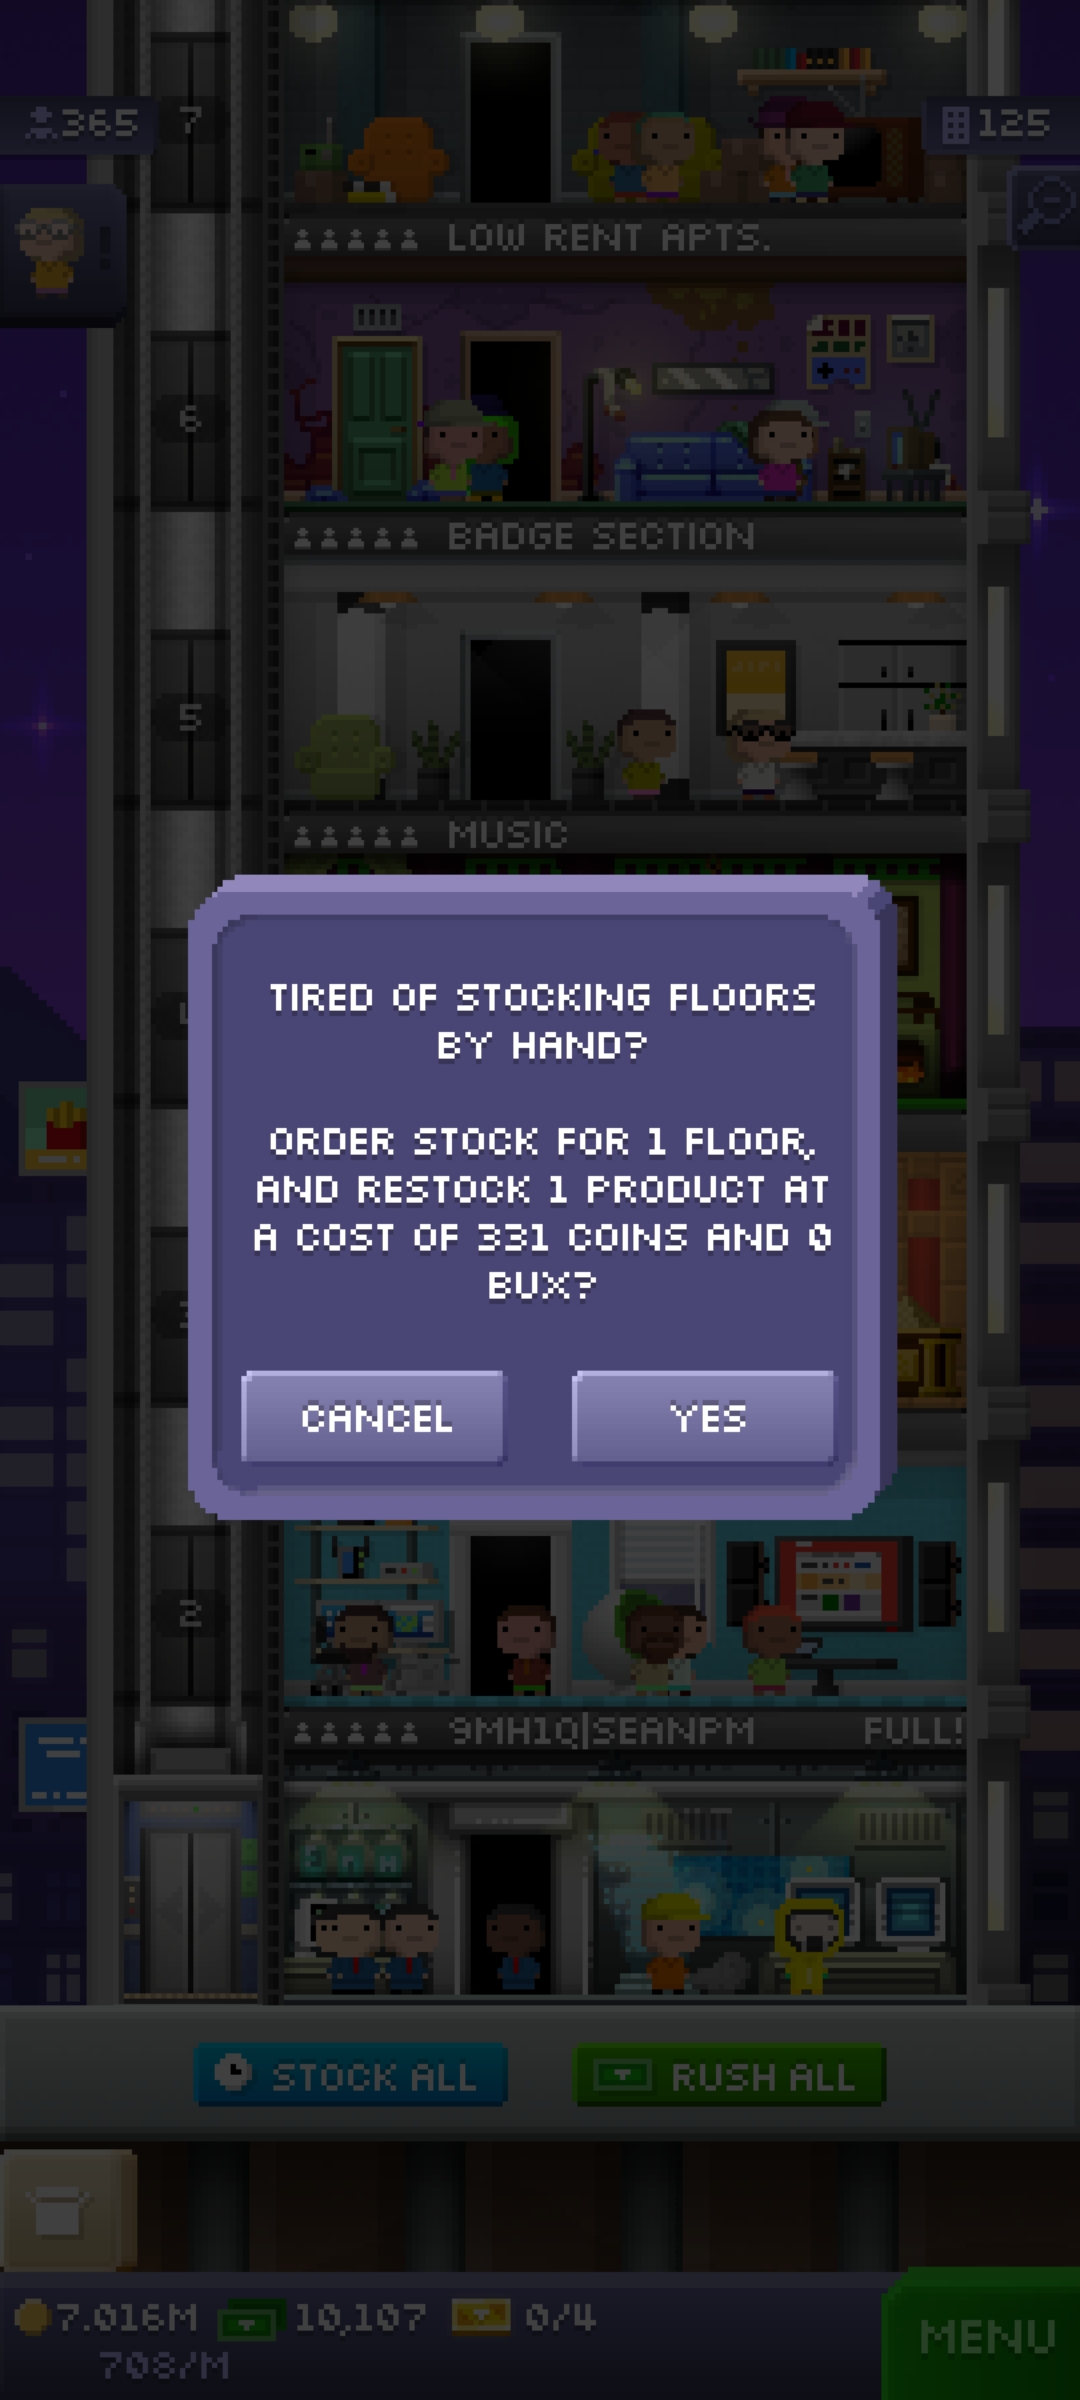 365
7
125
LOW RENT APTS.
6
BADGE SECTION
5
MUSIC
TIRED OF STOCKING FLOORS
BY HAND?
ORDER STOCK FOR 1 FLOOR,
AND RESTOCK 1 PRODUCT AT
A COST OF 331 COINS AND 0
BUX?
CANCEL
YES
2
9MH1Q|SEANPM
FULL!
STOCK ALL
RUSH ALL
7.016M
10,107
0/4
708/M
MENU